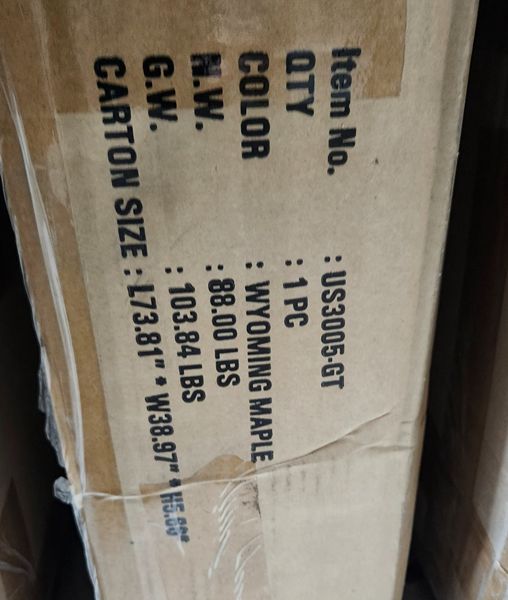 Item No. : US3005-GT
QTY : 1 PC
COLOR : WYOMING MAPLE
N.W. : 88.00 LBS
G.W. : 103.84 LBS
CARTON SIZE : L73.81" * W38.97" *